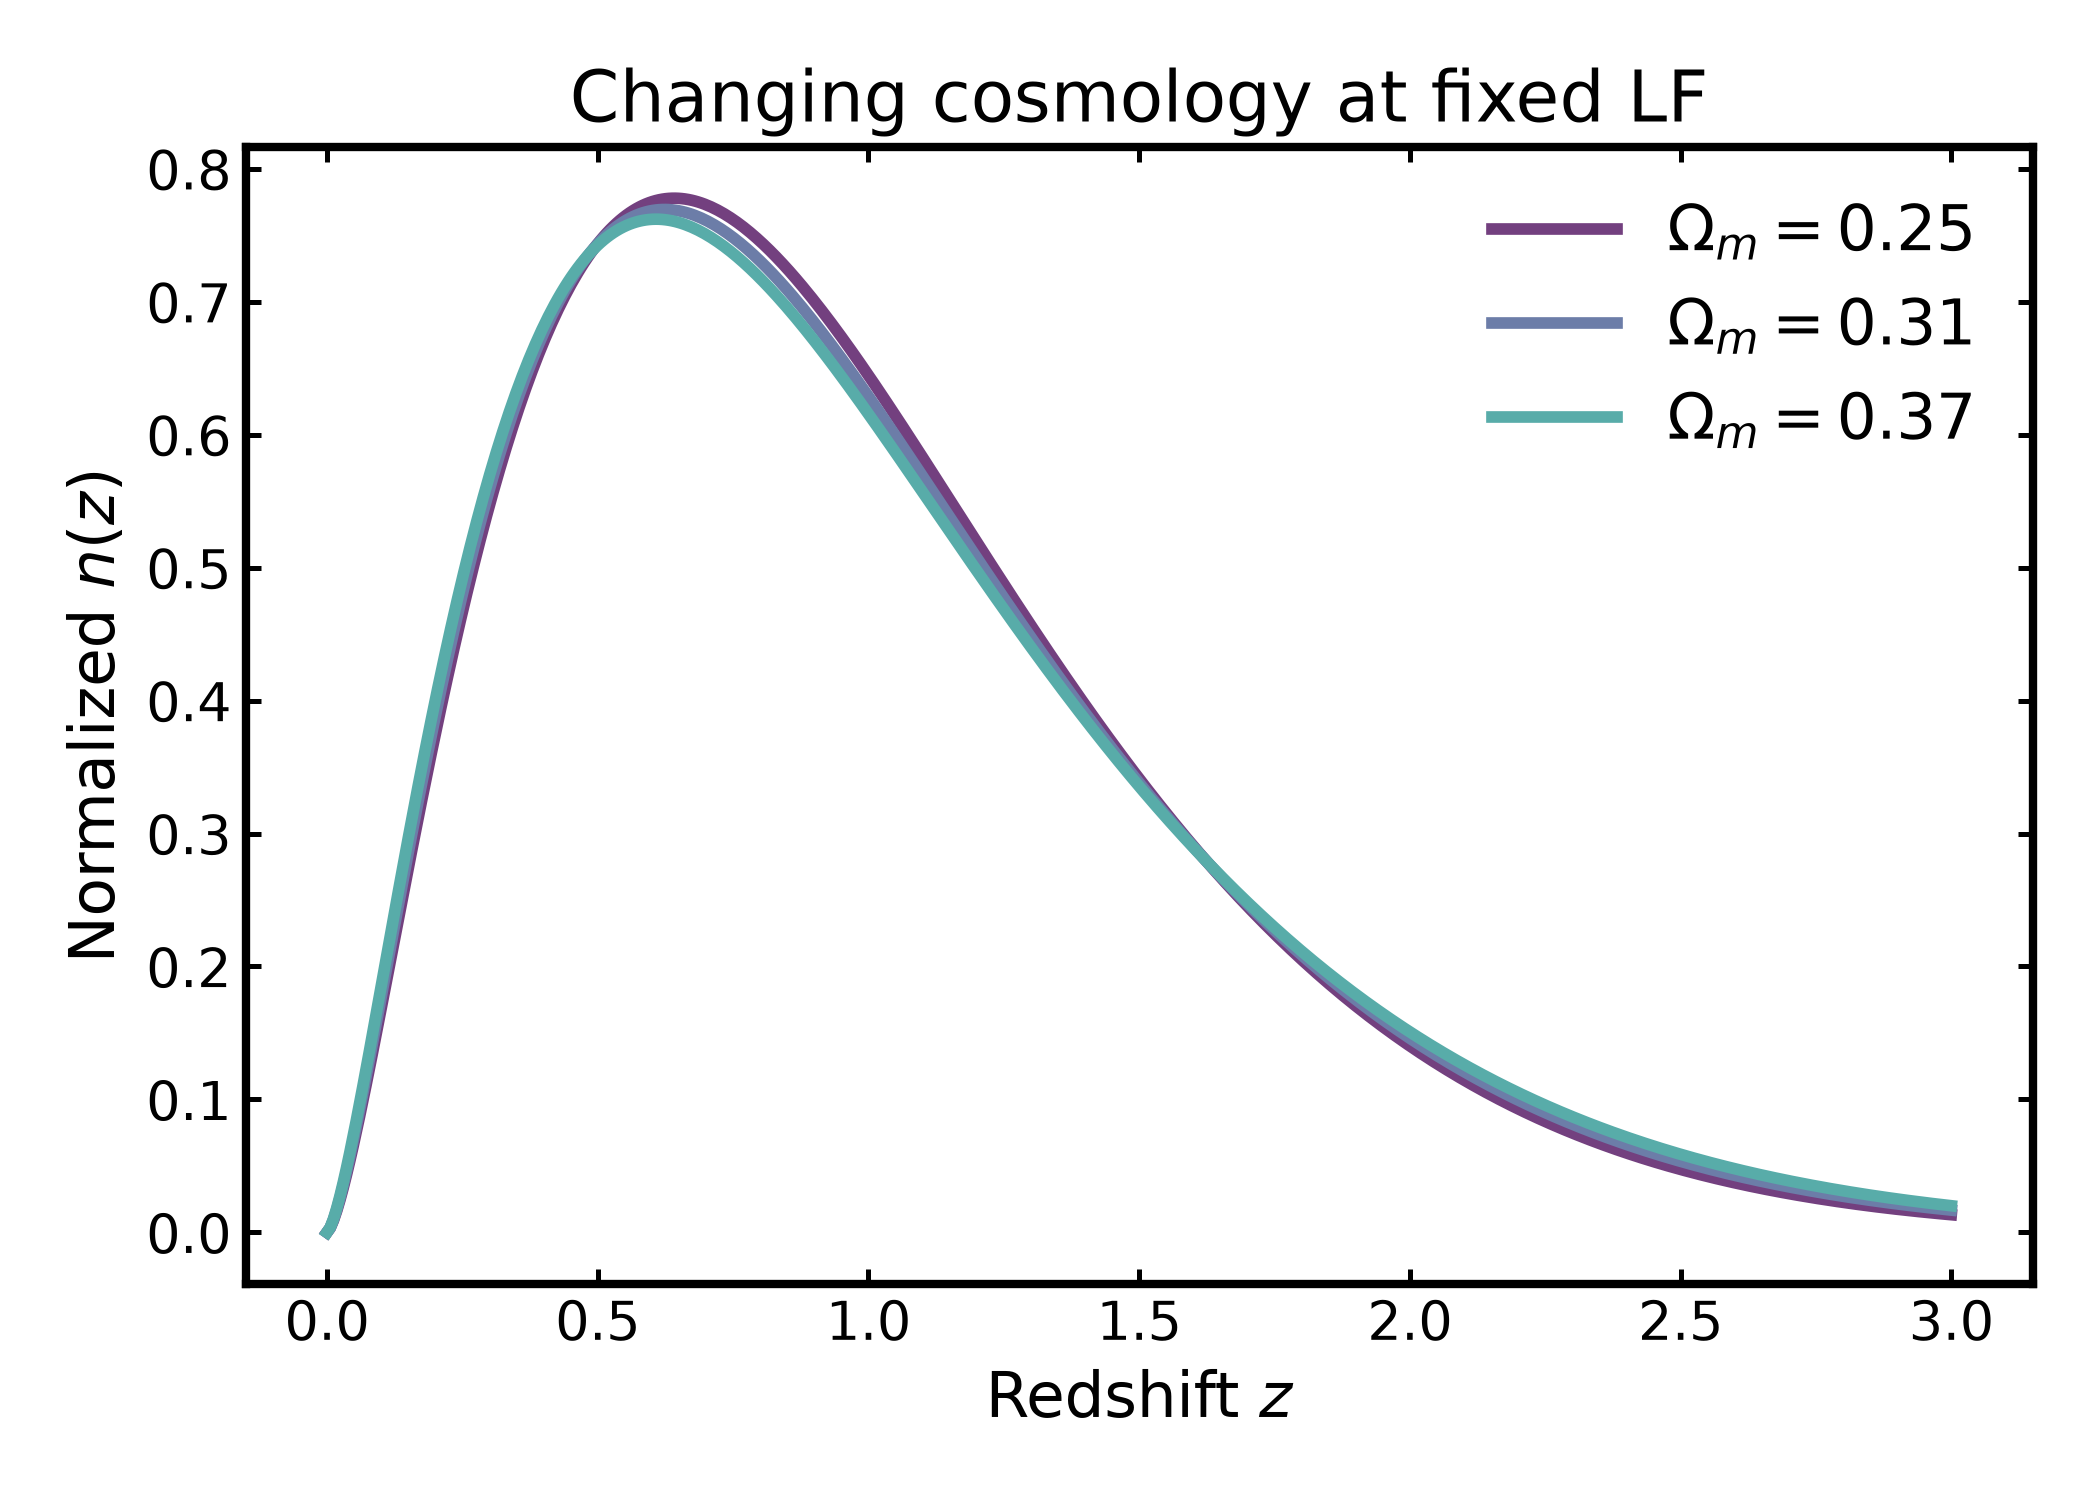 Changing cosmology at fixed LF
Ωm = 0.25
Ωm = 0.31
Ωm = 0.37
Normalized n(z)
0.8
0.7
0.6
0.5
0.4
0.3
0.2
0.1
0.0
0.0 0.5 1.0 1.5 2.0 2.5 3.0
Redshift z